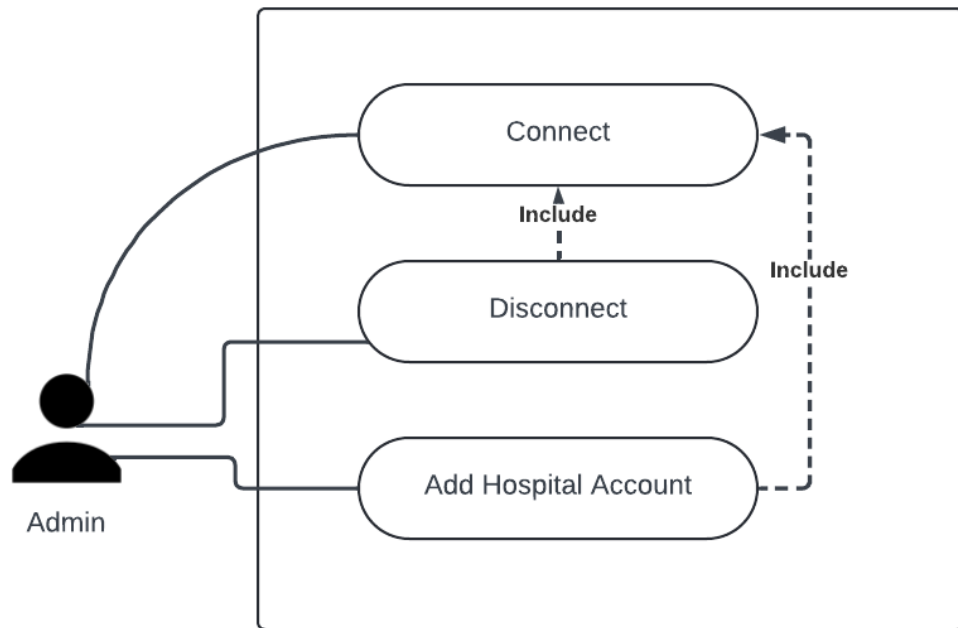 Connect
Include
Include
Disconnect
Add Hospital Account
Admin